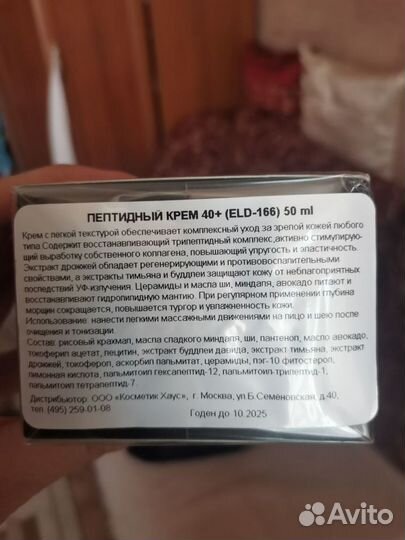 ПЕПТИДНЫЙ КРЕМ 40+ (ELD-166) 50 ml
Крем с легкой текстурой обеспечивает комплексный уход за зрелой кожей любого
типа.Содержит восстанавливающий трипептидный комплекс,активно стимулирую-
щий выработку собственного коллагена, повышающий упругость и эластичность.
Экстракт дрожжей обладает регенерирующими и противовоспалительными
свойствами, а экстракты тимьяна и буддлеи защищают кожу от неблагоприятных
последствий УФ-излучения. Церамиды и масла ши, миндаля, авокадо питают и
восстанавливают гидролипидную мантию. При регулярном применении глубина
морщин сокращается, повышается тургор и увлажненность кожи.
Использование: нанести легкими массажными движениями на лицо и шею после
очищения и тонизации.
Состав: рисовый крахмал, масла сладкого миндаля, ши, пантенол, масло авокадо,
токоферил ацетат, лецитин, экстракт буддлеи давида, экстракт тимьяна, экстракт
дрожжей, токоферол, аскорбил пальмитат, церамиды, пэг-10 фитостерол,
лимонная кислота, пальмитоил гексапептид-12, пальмитоил-трипептид-1,
пальмитоил тетрапептид-7.
Дистрибьютор: ООО «Косметик Хаус», г. Москва, ул.Б.Семеновская, д.40,
тел. (495) 259-01-08
Годен до 10.2025
Avito